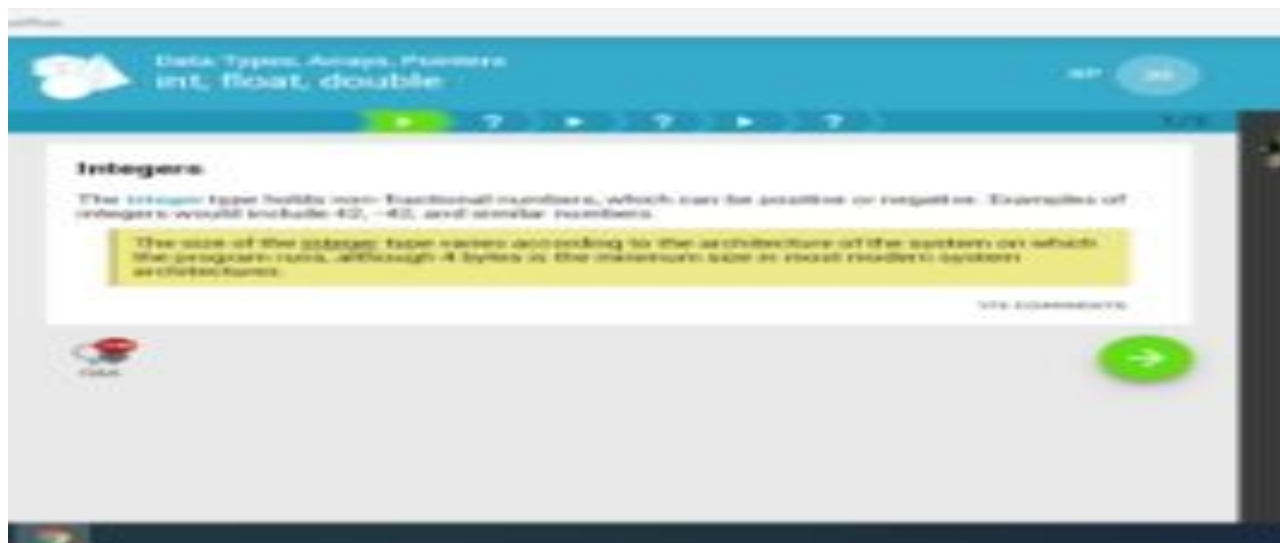 Data Types, Arrays, Pointers
int, float, double
? ? ?
Integers
The integer type holds non-fractional numbers, which can be positive or negative. Examples of
integers would include 42, -42, and similar numbers.
The size of the integer type varies according to the architecture of the system on which
the program runs, although 4 bytes is the minimum size in most modern system
architectures.
COMMENTS
Q&A